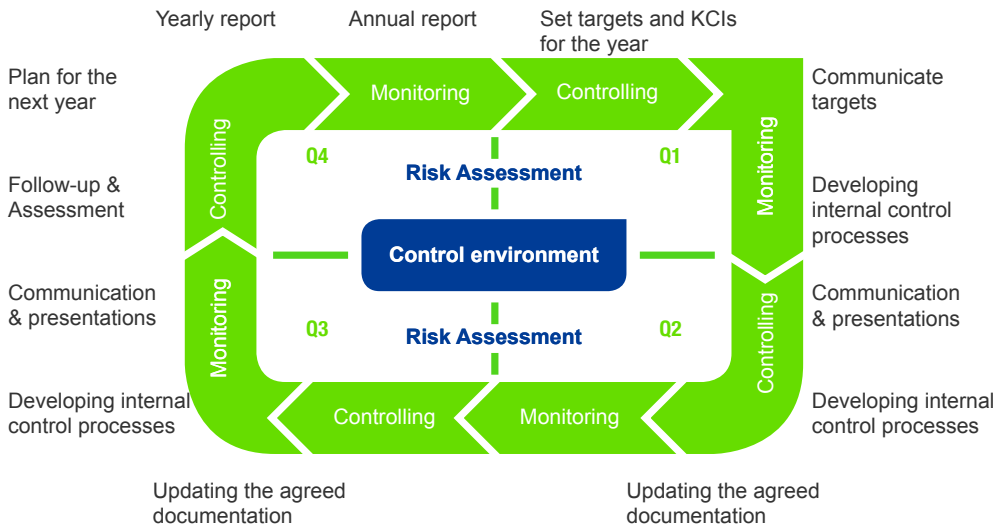 Yearly report
Annual report
Set targets and KCIs
for the year
Plan for the
next year
Monitoring
Controlling
Communicate
targets
Controlling
Q4
Q1
Monitoring
Risk Assessment
Follow-up &
Assessment
Developing
internal control
processes
Control environment
Communication
& presentations
Monitoring
Q3
Risk Assessment
Q2
Controlling
Communication
& presentations
Developing internal
control processes
Controlling
Monitoring
Developing internal
control processes
Updating the agreed
documentation
Updating the agreed
documentation